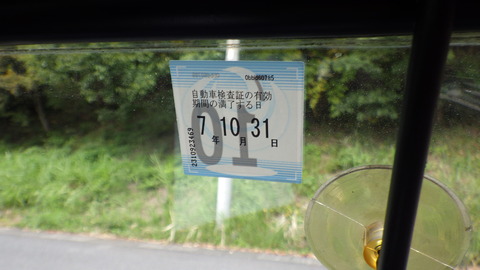 自動車検査証の有効
期間の満了する日
7 10 31
年 月 日
2310923469